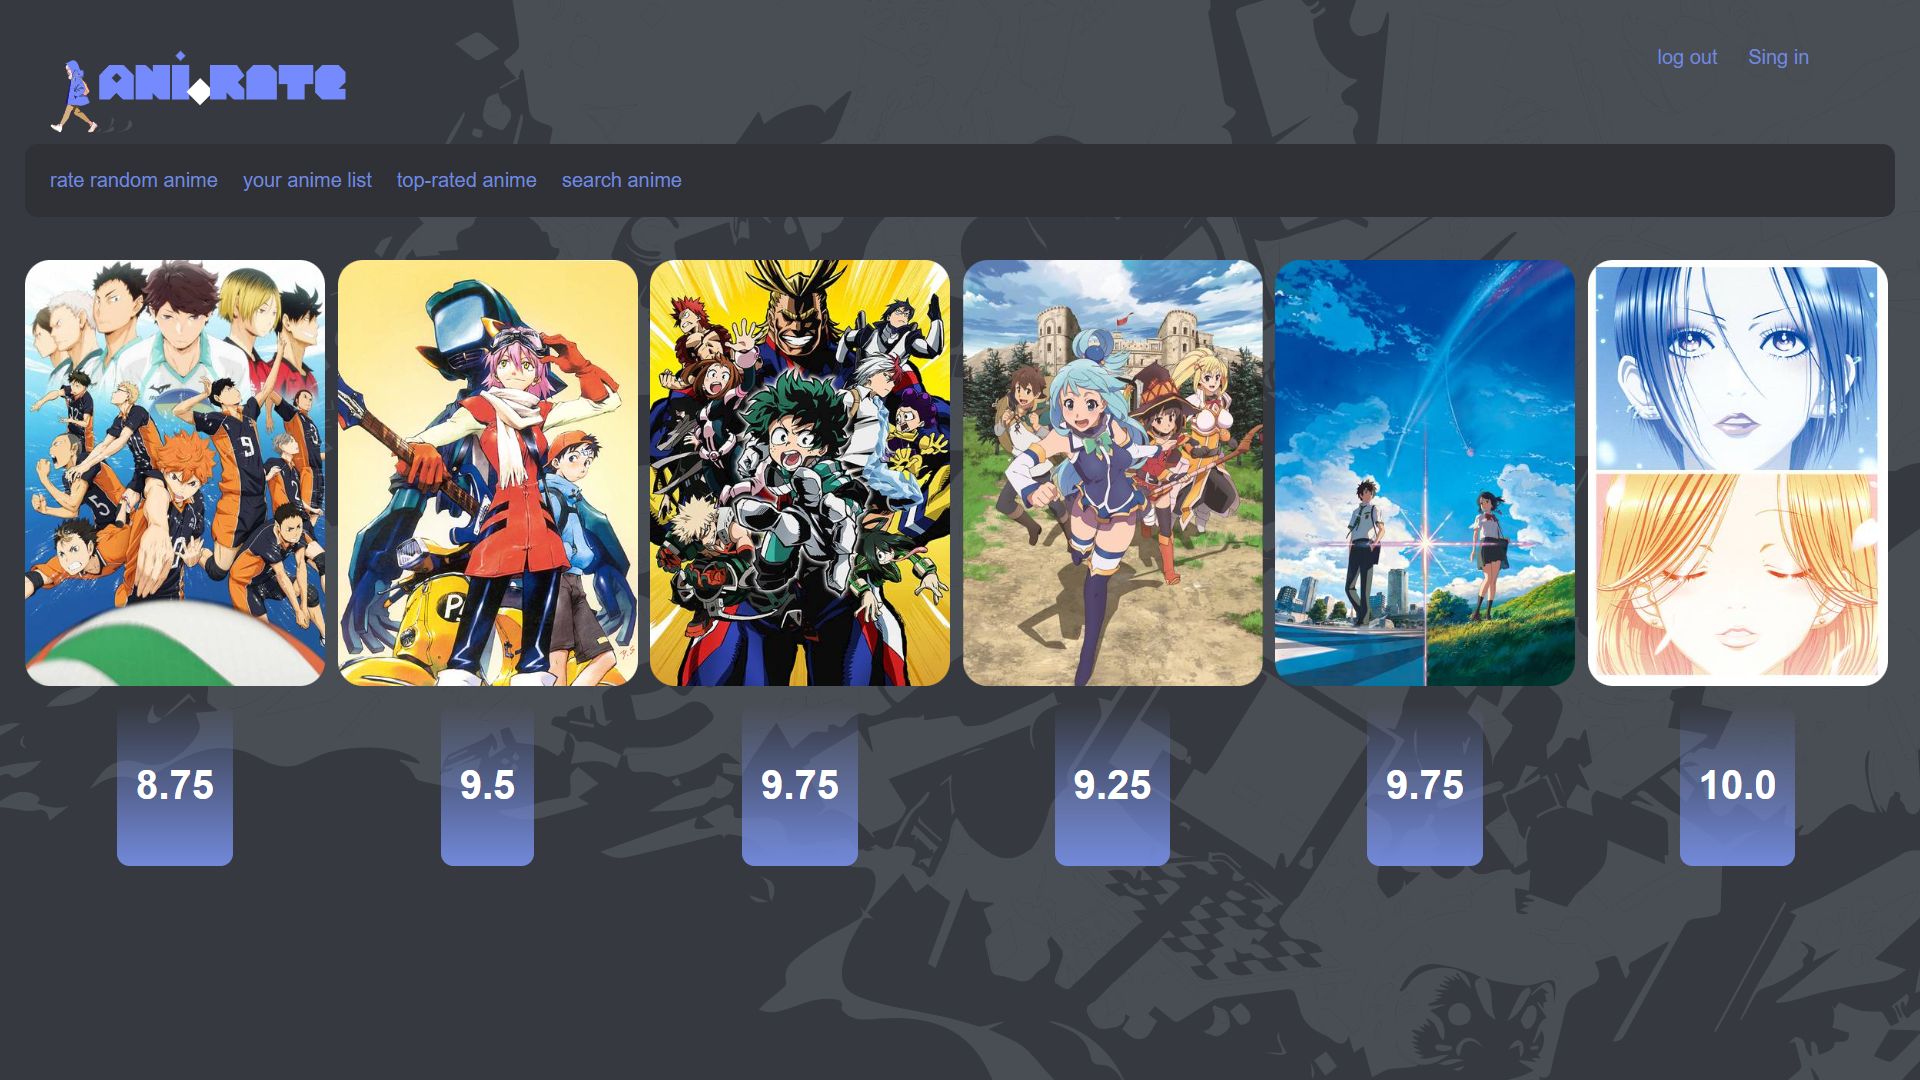 ANI RATE
log out Sing in
rate random anime your anime list top-rated anime search anime
8.75 9.5 9.75 9.25 9.75 10.0